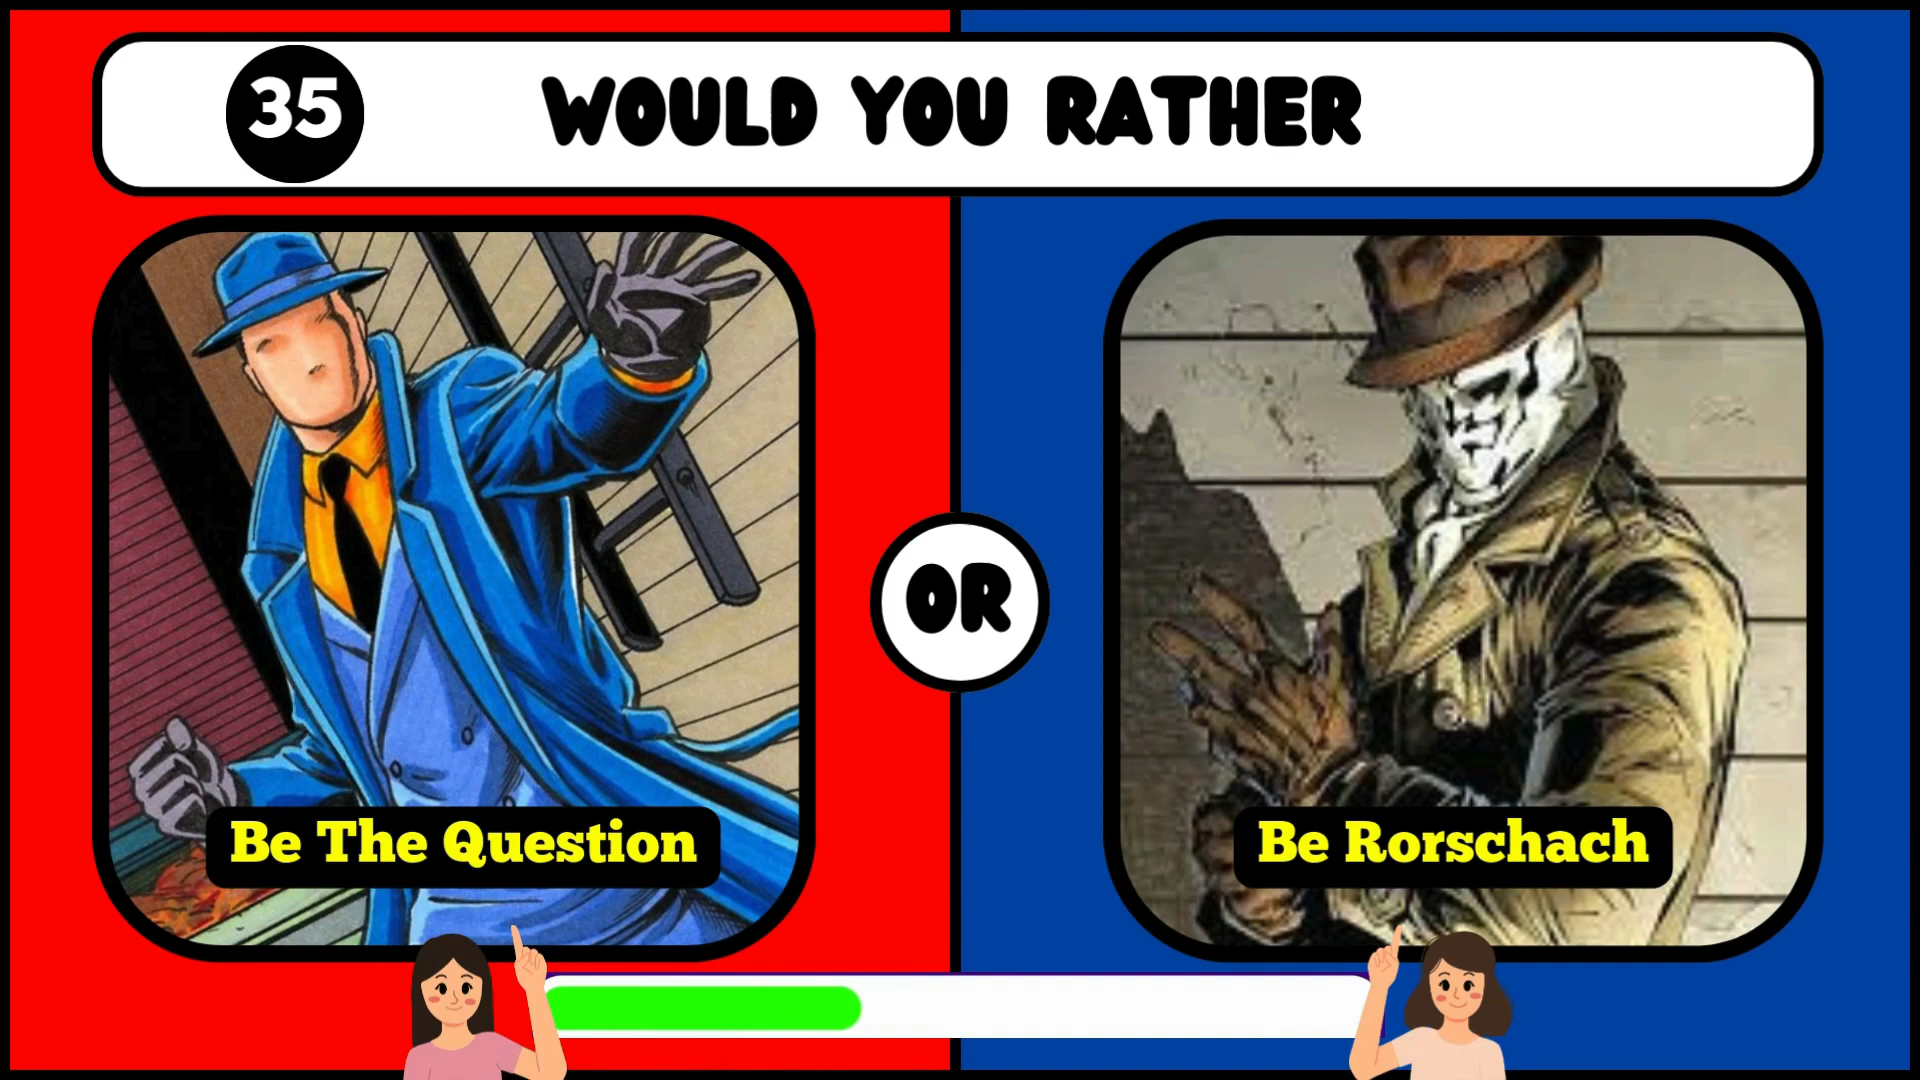 35
WOULD YOU RATHER
OR
Be The Question
Be Rorschach